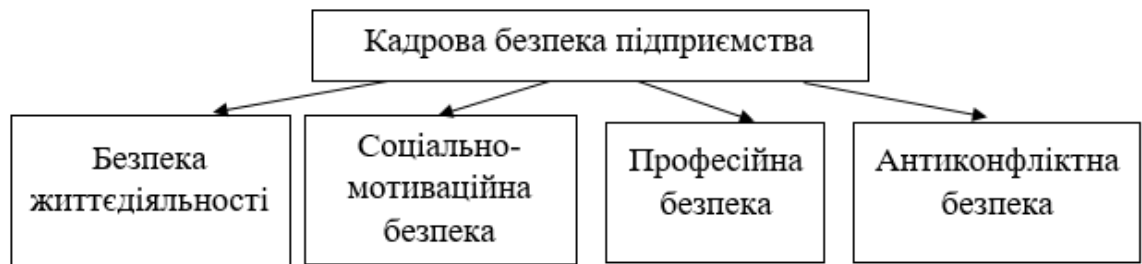 Кадрова безпека підприємства
Безпека
життєдіяльності
Соціально-
мотиваційна
безпека
Професійна
безпека
Антиконфліктна
безпека